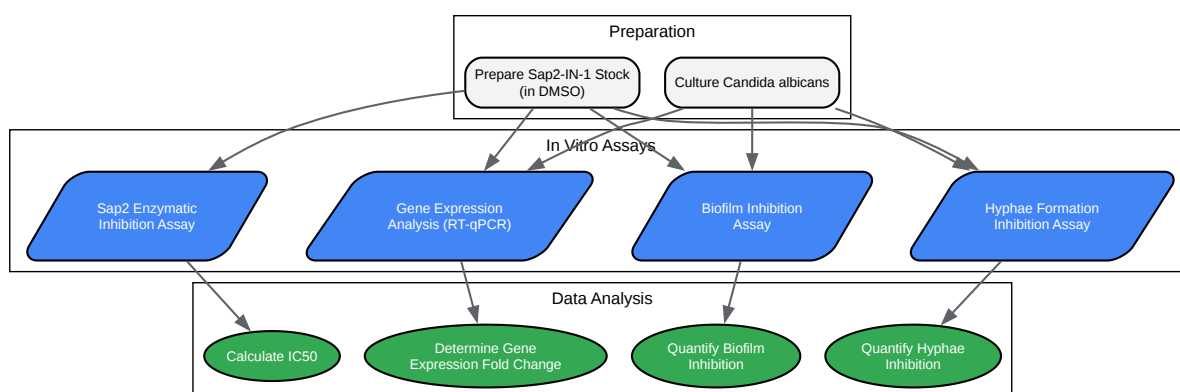 Preparation
Prepare Sap2-IN-1 Stock
(in DMSO)
Culture Candida albicans
In Vitro Assays
Sap2 Enzymatic
Inhibition Assay
Gene Expression
Analysis (RT-qPCR)
Biofilm Inhibition
Assay
Hyphae Formation
Inhibition Assay
Data Analysis
Calculate IC50
Determine Gene
Expression Fold Change
Quantify Biofilm
Inhibition
Quantify Hyphae
Inhibition